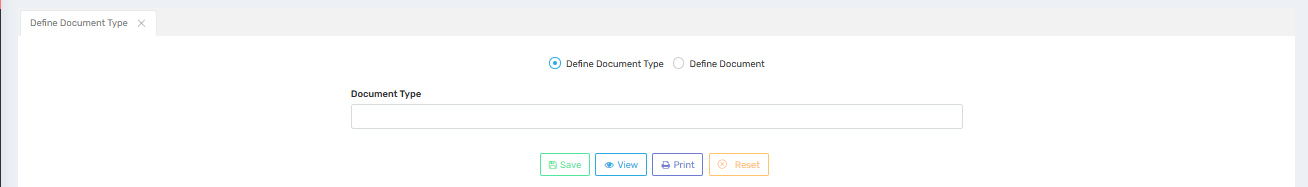 Define Document Type
Define Document Type Define Document
Document Type
Save View Print Reset